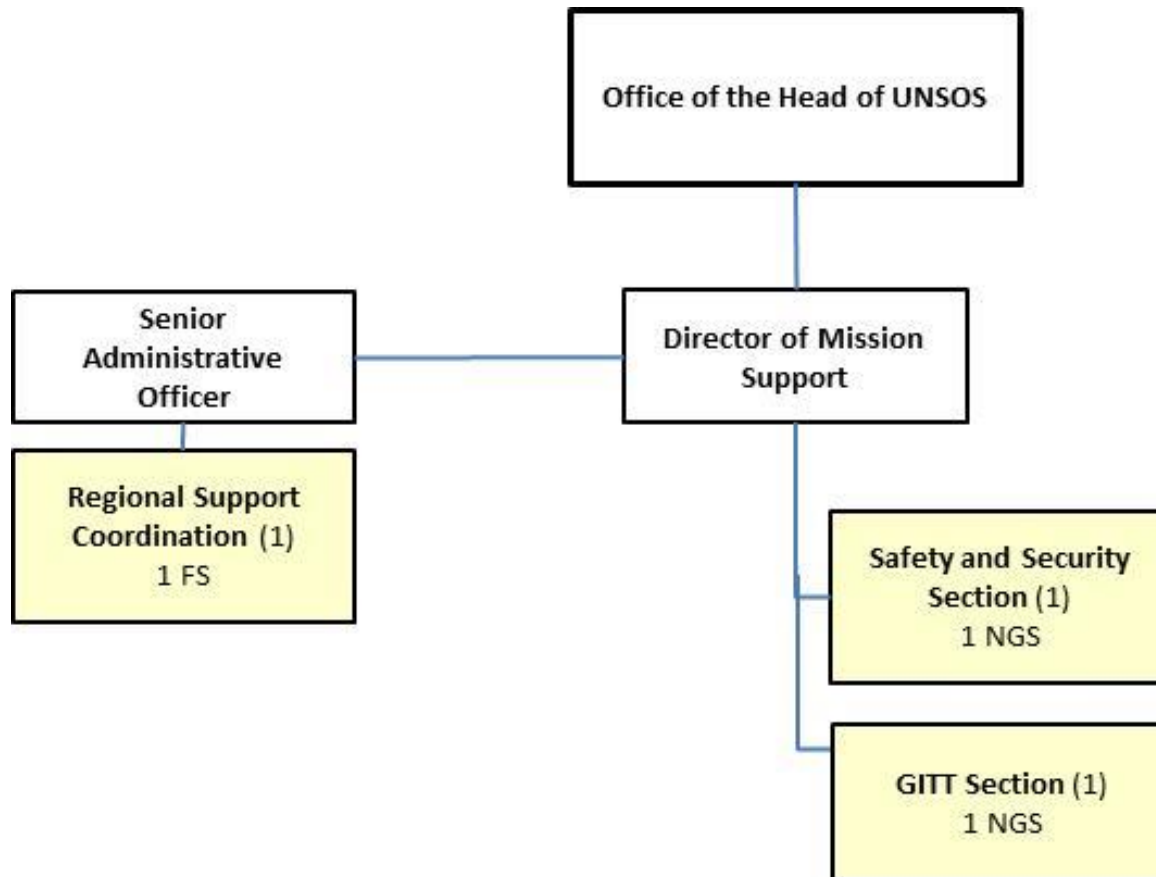 Office of the Head of UNSOS
Senior
Administrative
Officer
Director of Mission
Support
Regional Support
Coordination (1)
1 FS
Safety and Security
Section (1)
1 NGS
GITT Section (1)
1 NGS